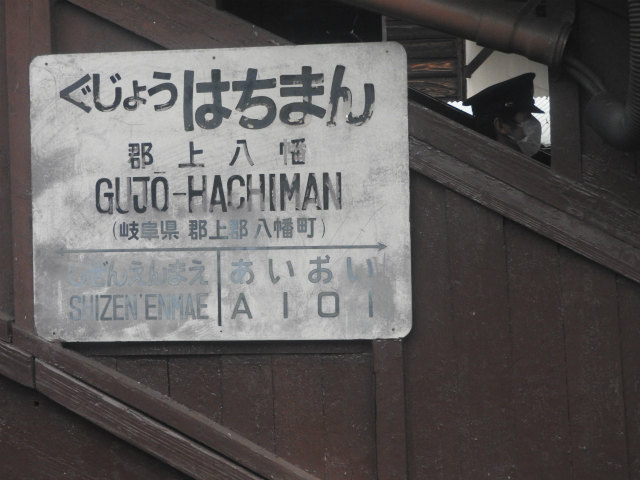 ぐじょうはちまん
郡上八幡
GUJŌ-HACHIMAN
(岐阜県 郡上郡 八幡町)
しぜんえんまえ あいおい
SHIZEN'ENMAE AIOI